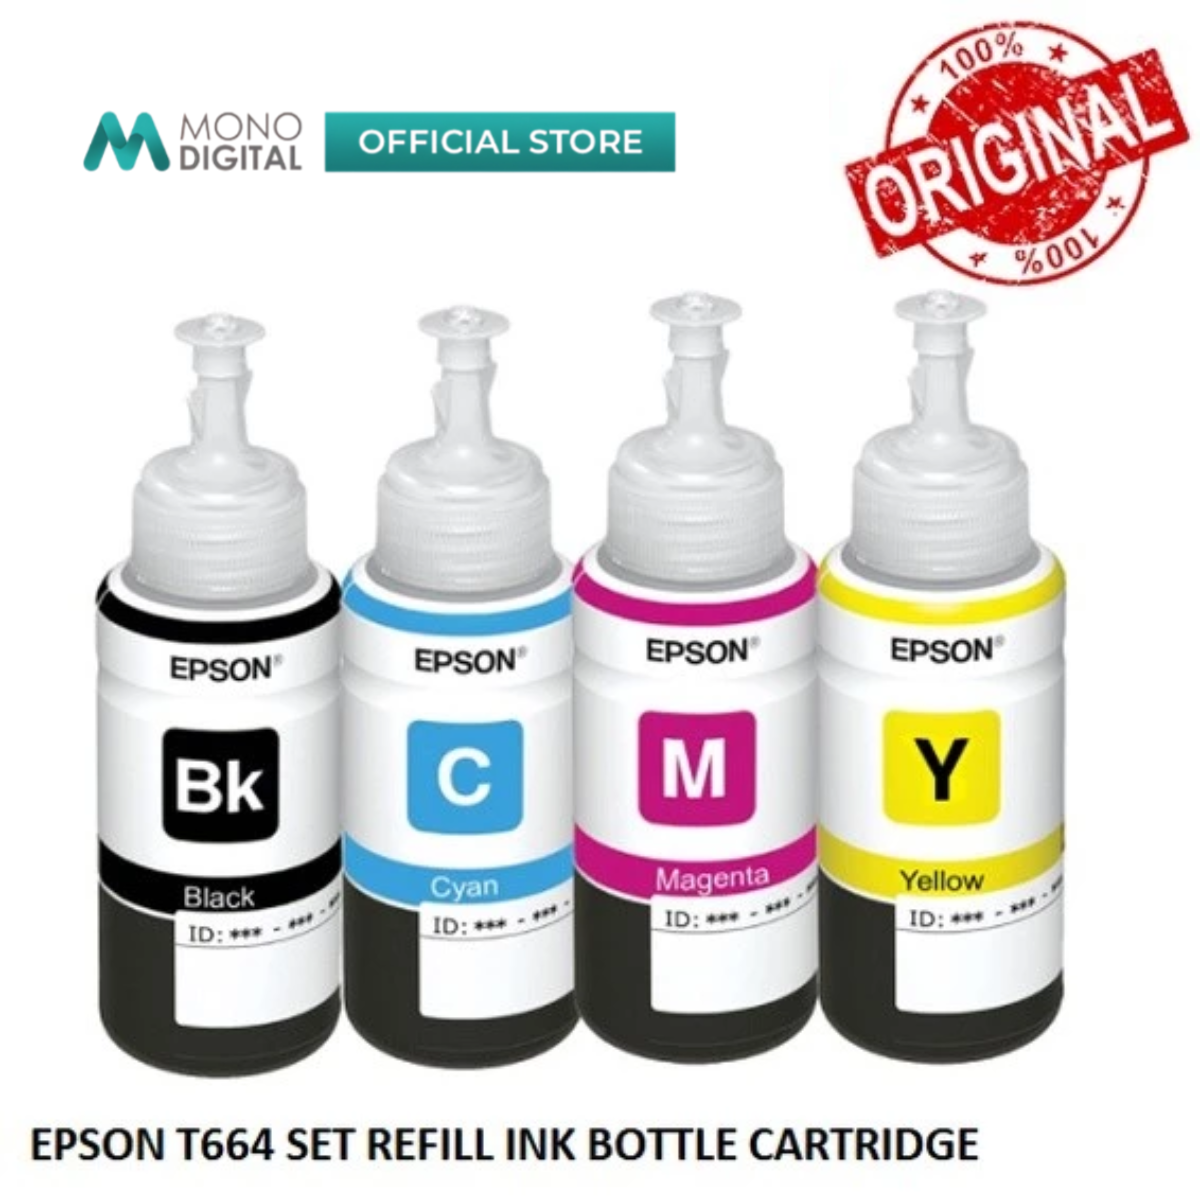 MONO
DIGITAL
OFFICIAL STORE
100%
ORIGINAL
100%
EPSON®
Bk
Black
ID: *** - *** - **
EPSON®
C
Cyan
ID: *** - *** -
EPSON®
M
Magenta
ID: *** - *** - **
EPSON®
Y
Yellow
ID: *** - *** - **
EPSON T664 SET REFILL INK BOTTLE CARTRIDGE